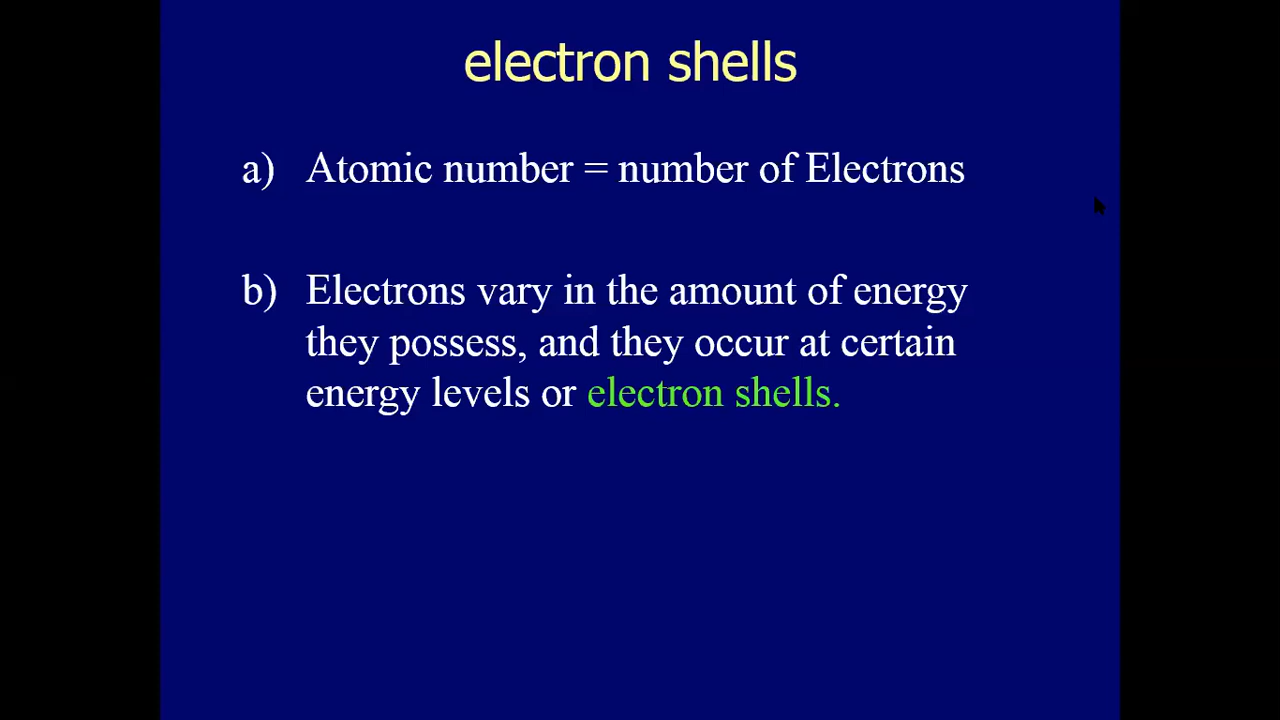 electron shells
a) Atomic number = number of Electrons
b) Electrons vary in the amount of energy
they possess, and they occur at certain
energy levels or electron shells.